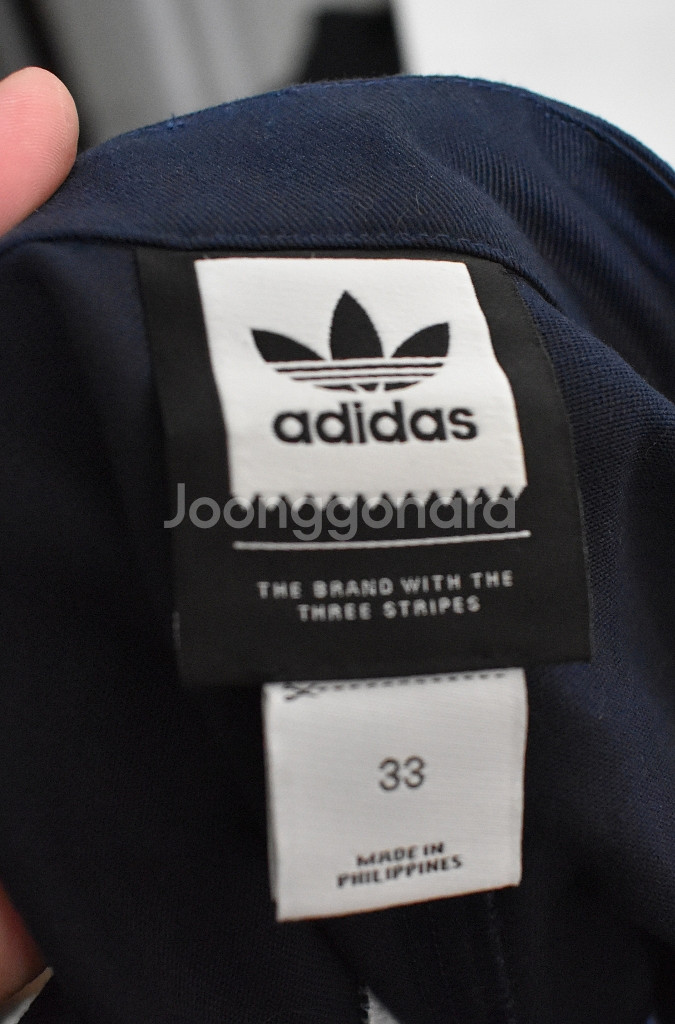 adidas
Joonggonara
THE BRAND WITH THE
THREE STRIPES
33
MADE IN
PHILIPPINES